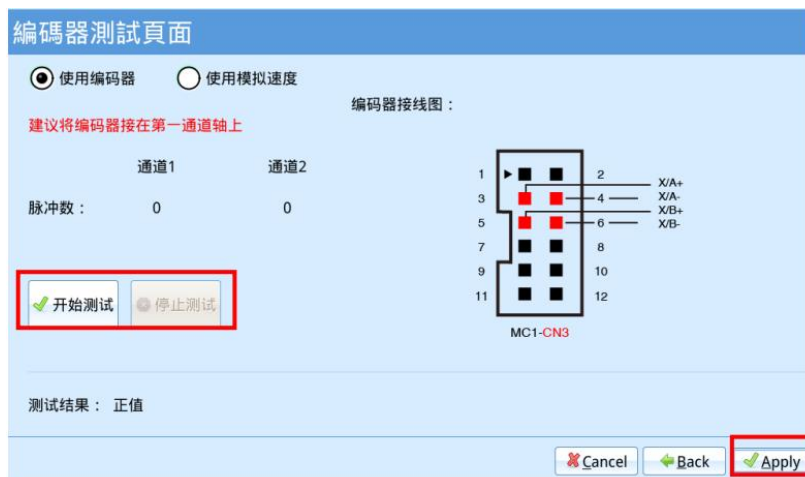 編碼器測試頁面
使用编码器 使用模拟速度
编码器接线图：
建议将编码器接在第一通道轴上
通道1 通道2
脉冲数： 0 0
1 2
3 4 X/A+
X/A-
5 6 X/B+
X/B-
7 8
9 10
11 12
MC1-CN3
开始测试 停止测试
测试结果： 正值
Cancel Back Apply